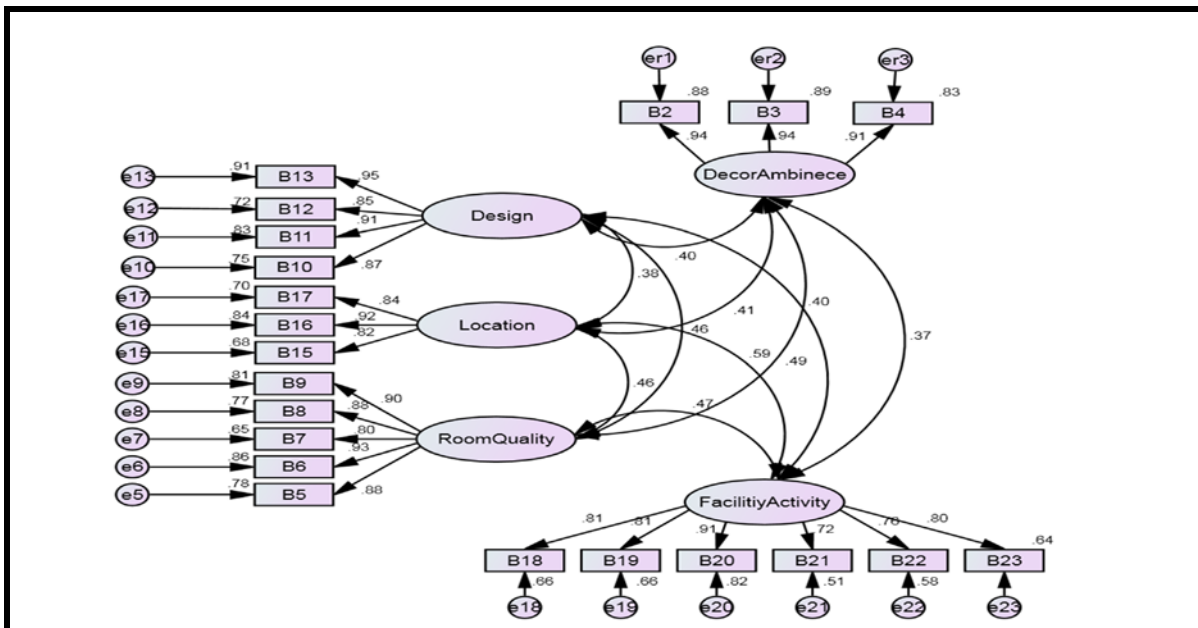 er1 er2 er3
.88 .89 .83
B2 B3 B4
.94 .94 .91
DecorAmbinece
e13 .91 B13 .95
e12 .72 B12 .85
Design
e11 .83 B11 .91
e10 .75 B10 .87
.40
.38
e17 .70 B17 .84
e16 .84 B16 .92
Location
e15 .68 B15 .82
.41
.40
.46
.37
.59
.49
e9 .81 B9 .90
.46
.47
e8 .77 B8 .88
e7 .65 B7 .80
RoomQuality
e6 .86 B6 .93
e5 .78 B5 .88
FacilitiyActivity
.81 .81 .91 .72 .76 .80
.64
B18 B19 B20 B21 B22 B23
.66 .66 .82 .51 .58
e18 e19 e20 e21 e22 e23